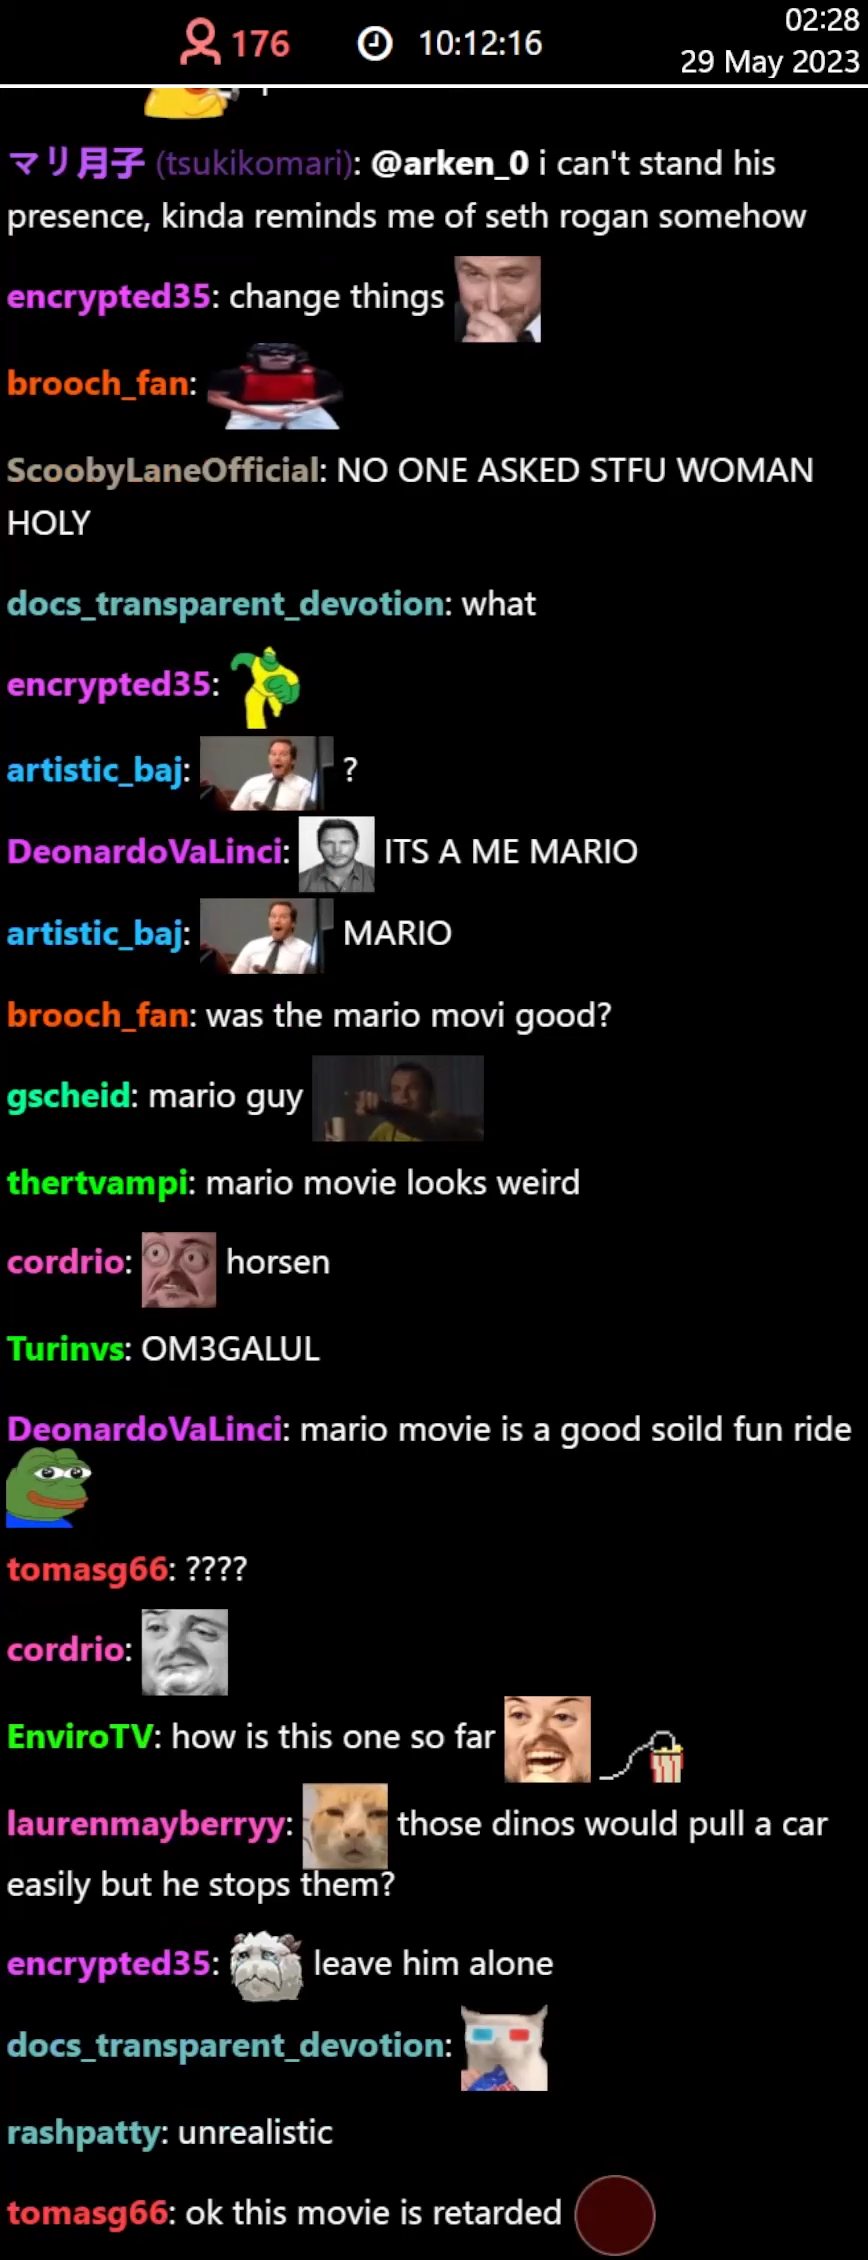 176 10:12:16 02:28
29 May 2023
マリ月子 (tsukikomari): @arken_0 i can't stand his
presence, kinda reminds me of seth rogan somehow
encrypted35: change things
brooch_fan:
ScoobyLaneOfficial: NO ONE ASKED STFU WOMAN
HOLY
docs_transparent_devotion: what
encrypted35:
artistic_baj: ?
DeonardoVaLinci: ITS A ME MARIO
artistic_baj: MARIO
brooch_fan: was the mario movi good?
gscheid: mario guy
thertvampi: mario movie looks weird
cordrio: horsen
Turinvs: OM3GALUL
DeonardoVaLinci: mario movie is a good soild fun ride
tomasg66: ????
cordrio:
EnviroTV: how is this one so far
laurenmayberryy: those dinos would pull a car
easily but he stops them?
encrypted35: leave him alone
docs_transparent_devotion:
rashpatty: unrealistic
tomasg66: ok this movie is retarded